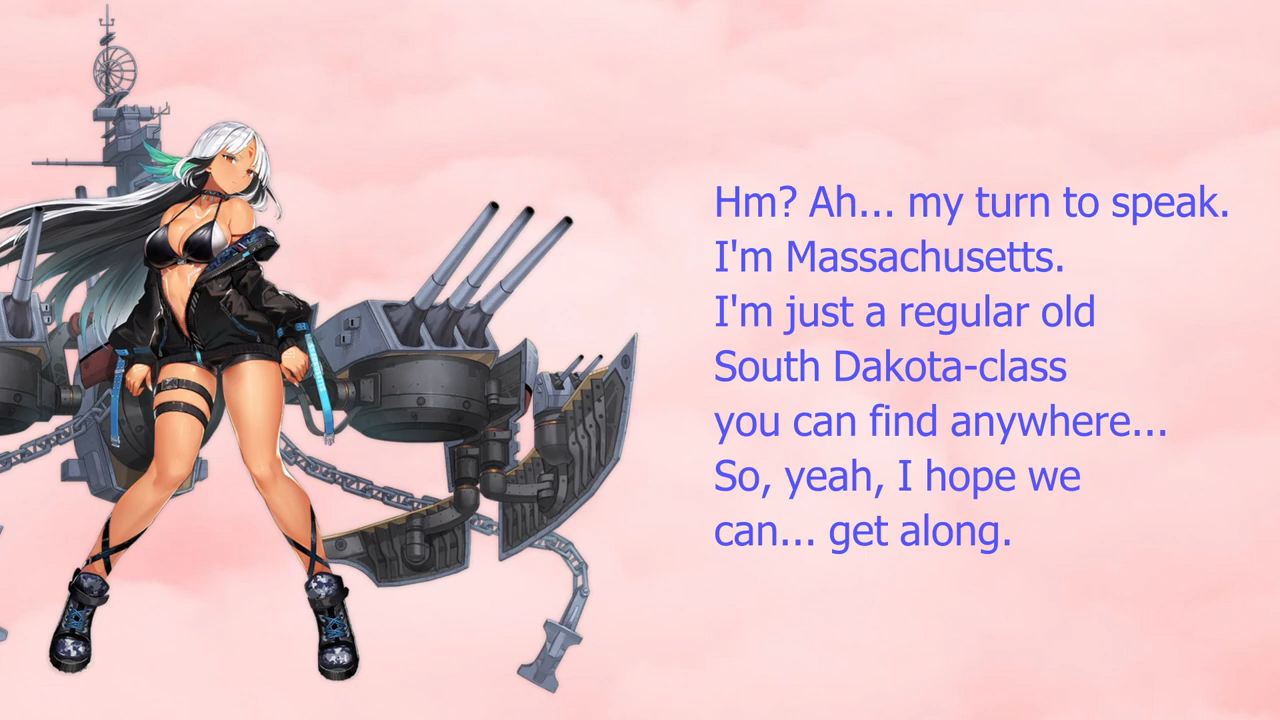 Hm? Ah... my turn to speak.
I'm Massachusetts.
I'm just a regular old
South Dakota-class
you can find anywhere...
So, yeah, I hope we
can... get along.